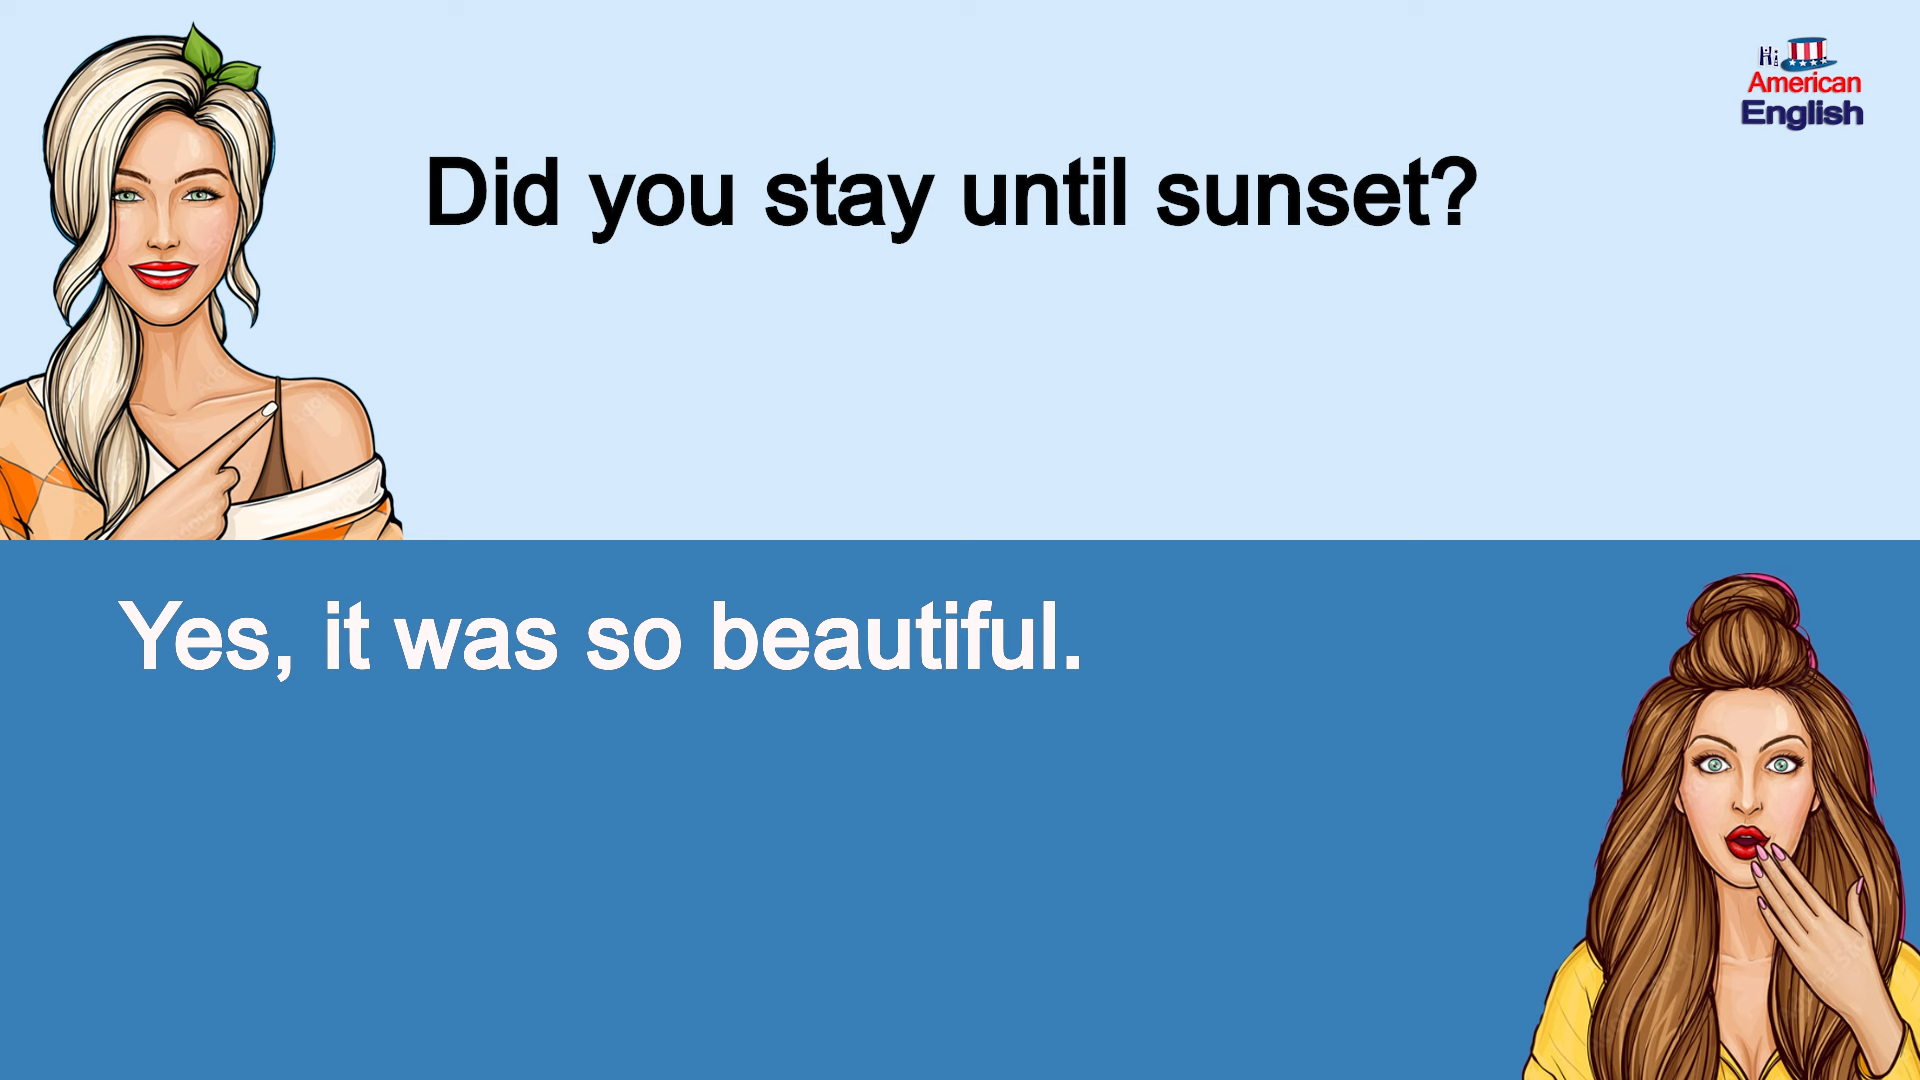 Hi
American
English
Did you stay until sunset?
Yes, it was so beautiful.